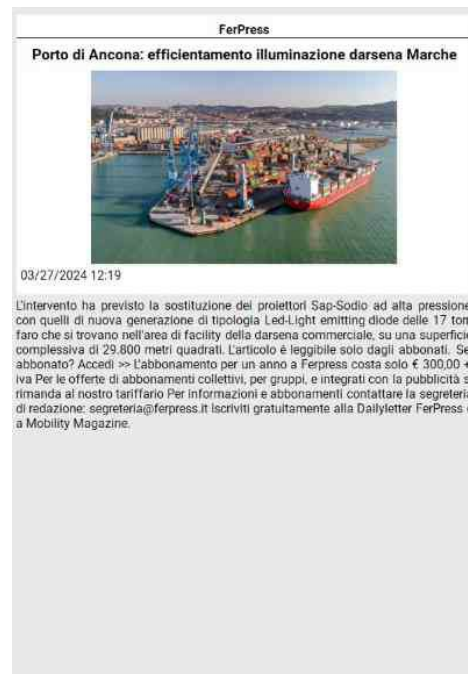 FerPress
Porto di Ancona: efficientamento illuminazione darsena Marche
03/27/2024 12:19
L'intervento ha previsto la sostituzione dei proiettori Sap-Sodio ad alta pressione
con quelli di nuova generazione di tipologia Led-Light emitting diode delle 17 torri
faro che si trovano nell'area di facility della darsena commerciale, su una superficie
complessiva di 29.800 metri quadrati. L'articolo è leggibile solo dagli abbonati. Sei
abbonato? Accedi >> L'abbonamento per un anno a Ferpress costa solo € 300,00 +
iva Per le offerte di abbonamenti collettivi, per gruppi, e integrati con la pubblicità si
rimanda al nostro tariffario Per informazioni e abbonamenti contattare la segreteria
di redazione: segreteria@ferpress.it Iscriviti gratuitamente alla Dailyletter FerPress e
a Mobility Magazine.